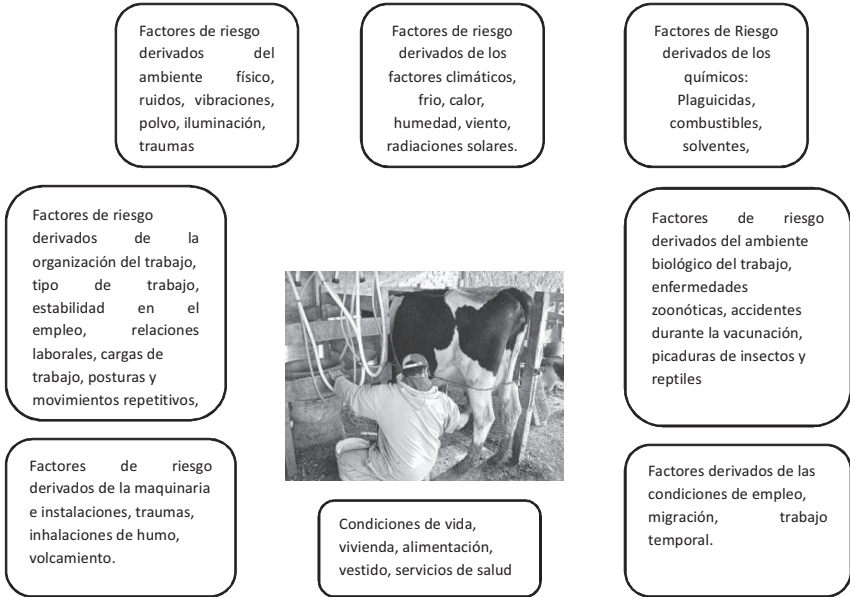 Factores de riesgo
derivados del
ambiente físico,
ruidos, vibraciones,
polvo, iluminación,
traumas
Factores de riesgo
derivados de los
factores climáticos,
frio, calor,
humedad, viento,
radiaciones solares.
Factores de Riesgo
derivados de los
químicos:
Plaguicidas,
combustibles,
solventes,
Factores de riesgo
derivados de la
organización del trabajo,
tipo de trabajo,
estabilidad en el
empleo, relaciones
laborales, cargas de
trabajo, posturas y
movimientos repetitivos,
Factores de riesgo
derivados del ambiente
biológico del trabajo,
enfermedades
zoonóticas, accidentes
durante la vacunación,
picaduras de insectos y
reptiles
Factores de riesgo
derivados de la maquinaria
e instalaciones, traumas,
inhalaciones de humo,
volcamiento.
Condiciones de vida,
vivienda, alimentación,
vestido, servicios de salud
Factores derivados de las
condiciones de empleo,
migración, trabajo
temporal.